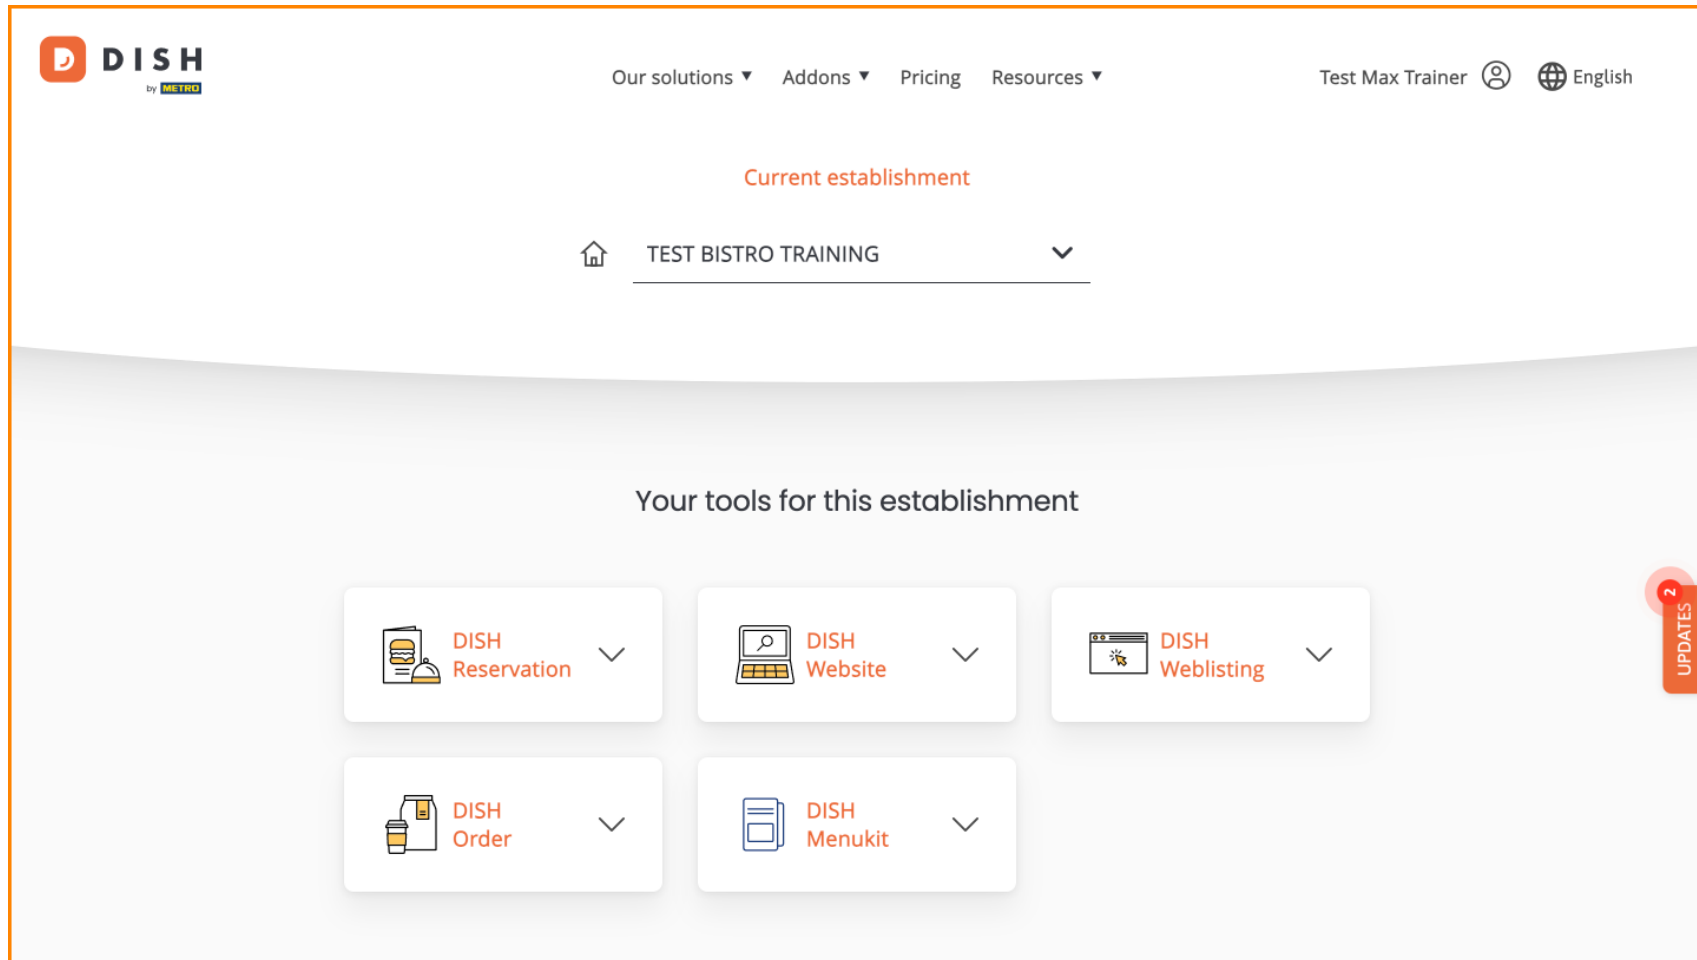 DISH
by METRO
Our solutions ▼ Addons ▼ Pricing Resources ▼ Test Max Trainer English
Current establishment
TEST BISTRO TRAINING
Your tools for this establishment
DISH
Reservation
DISH
Website
DISH
Weblisting
DISH
Order
DISH
Menukit
2
UPDATES